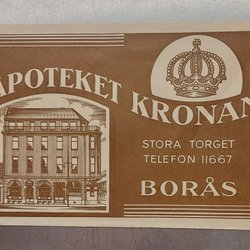 APOTEKET KRONAN
STORA TORGET
TELEFON 11667
BORÅS